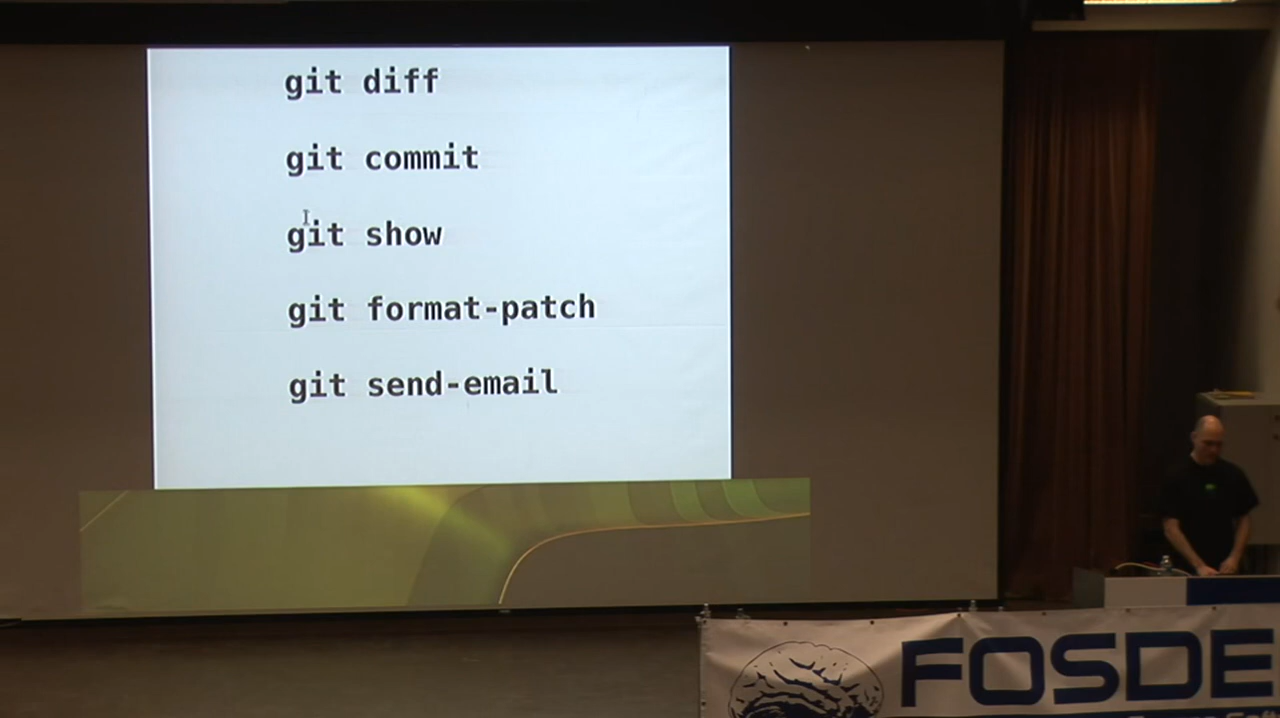 git diff
git commit
git show
git format-patch
git send-email
FOSDE